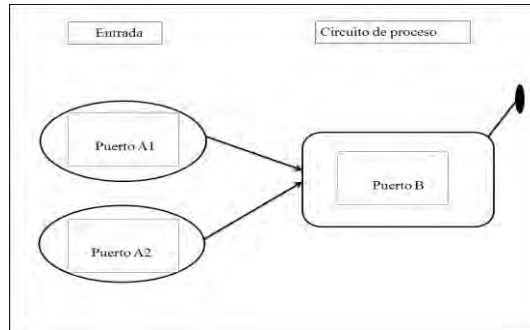 Entrada
Circuito de proceso
Puerto A1
Puerto B
Puerto A2